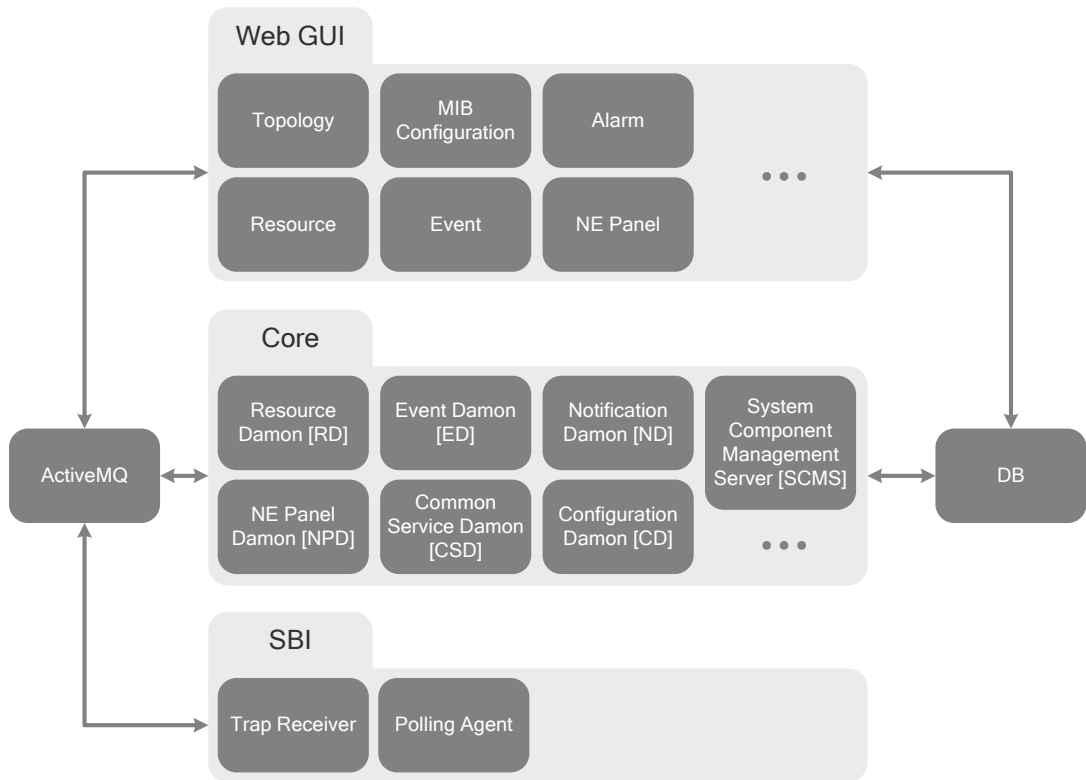 Web GUI
Topology
MIB
Configuration
Alarm
Resource
Event
NE Panel
Core
Resource
Damon [RD]
Event Damon
[ED]
Notification
Damon [ND]
System
Component
Management
Server [SCMS]
NE Panel
Damon [NPD]
Common
Service Damon
[CSD]
Configuration
Damon [CD]
ActiveMQ
DB
SBI
Trap Receiver
Polling Agent